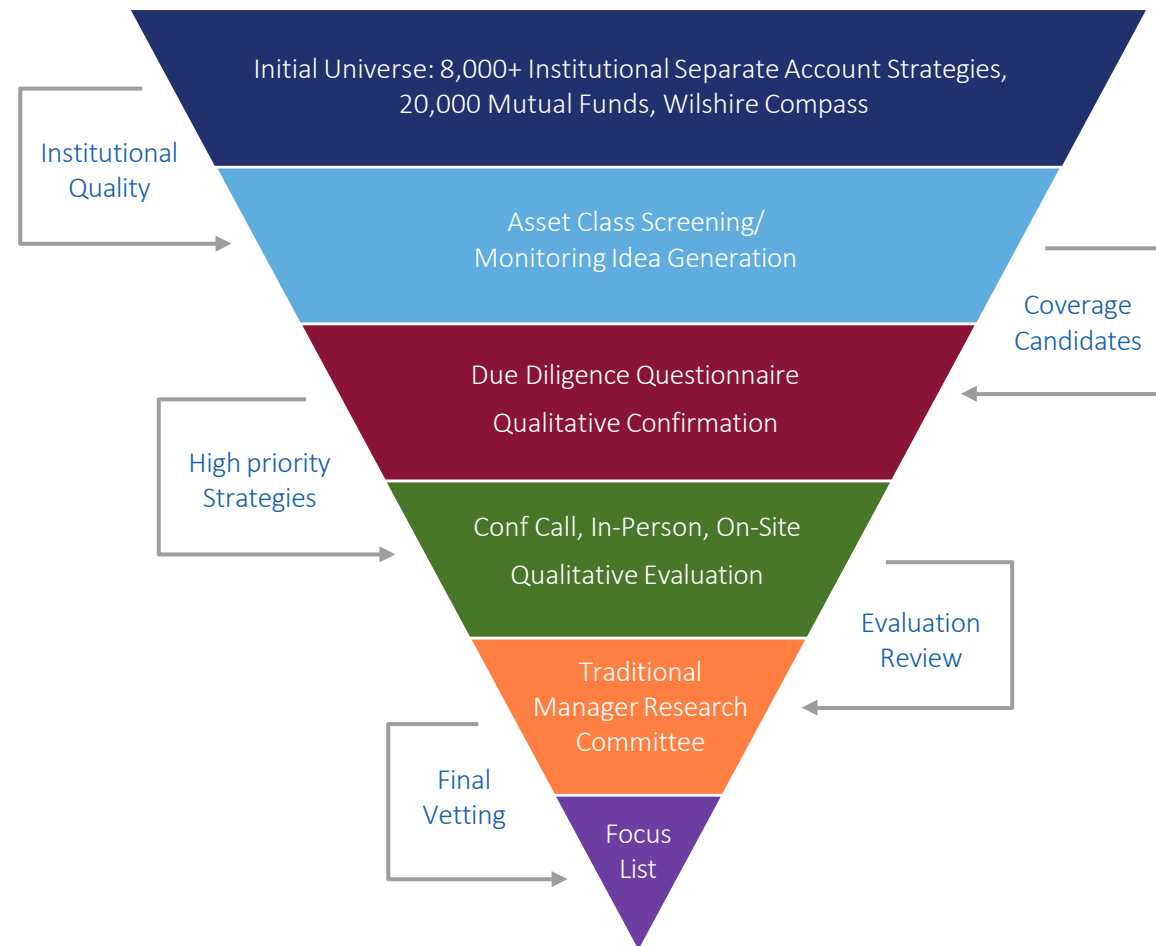 Initial Universe: 8,000+ Institutional Separate Account Strategies,
20,000 Mutual Funds, Wilshire Compass
Institutional
Quality
Asset Class Screening/
Monitoring Idea Generation
Coverage
Candidates
Due Diligence Questionnaire
Qualitative Confirmation
High priority
Strategies
Conf Call, In-Person, On-Site
Qualitative Evaluation
Evaluation
Review
Traditional
Manager Research
Committee
Final
Vetting
Focus
List